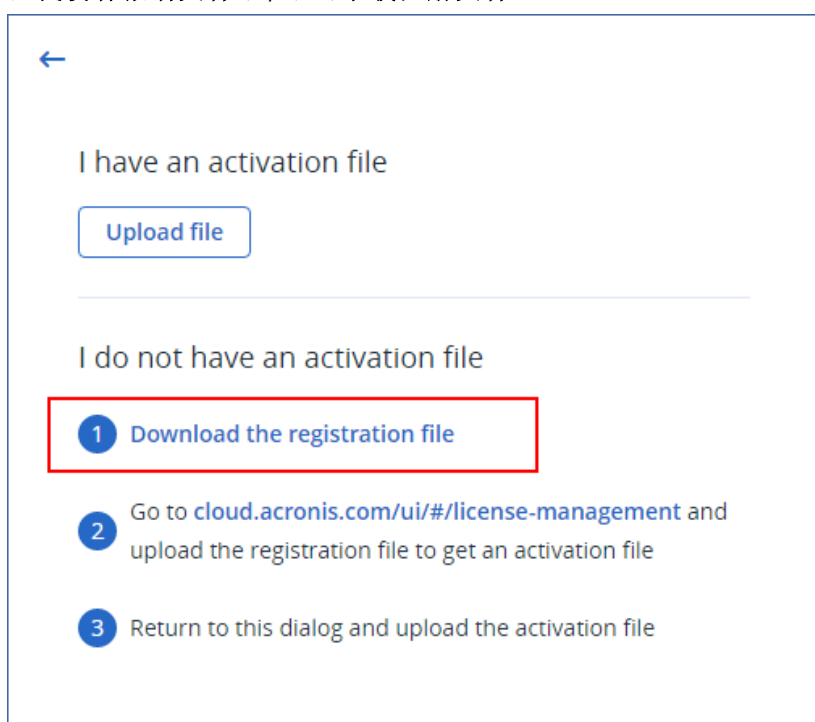 ←
I have an activation file
Upload file
I do not have an activation file
1 Download the registration file
2 Go to cloud.acronis.com/ui/#/license-management and
upload the registration file to get an activation file
3 Return to this dialog and upload the activation file